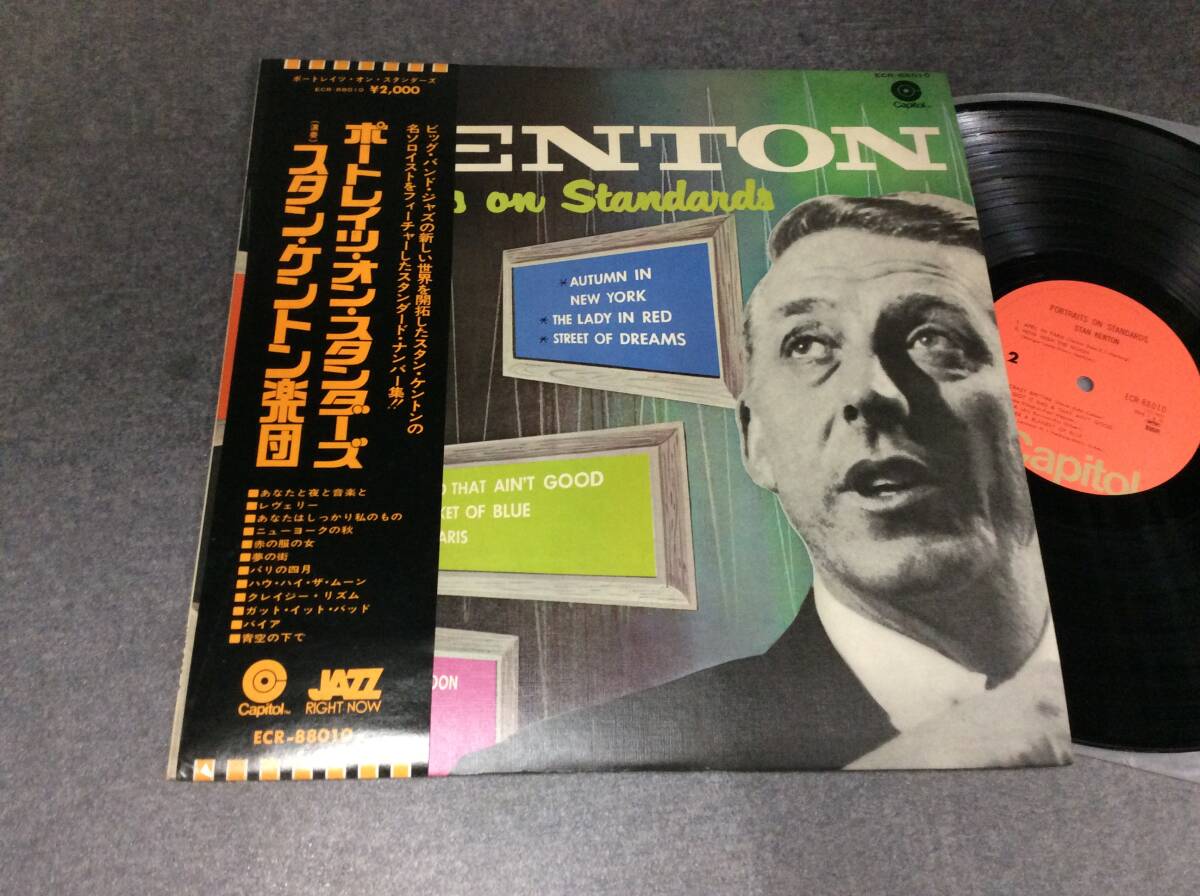 ポートレイツ・オン・スタンダーズ
ECR-88010 ¥2,000
ビッグ・バンド・ジャズの新しい世界を開拓したスタン・ケントンの
名ソロイストをフィーチャーしたスタンダード・ナンバー集!!
ポートレイツ・オン・スタンダーズ
(演奏) スタン・ケントン楽団
■あなたと夜と音楽と
■レヴェリー
■あなたはしっかり私のもの
■ニューヨークの秋
■赤の服の女
■夢の街
■パリの四月
■ハウ・ハイ・ザ・ムーン
■クレイジー・リズム
■ガット・イット・バッド
■バイア
■青空の下で
Capitol™
JAZZ
RIGHT NOW
ECR-88010
ECR-88010
Capitol™
ENTON
s on Standards
* AUTUMN IN
NEW YORK
* THE LADY IN RED
* STREET OF DREAMS
D THAT AIN'T GOOD
KET OF BLUE
ARIS
OON
PORTRAITS ON STANDARDS
STAN KENTON
2
ECR-88010
Capitol